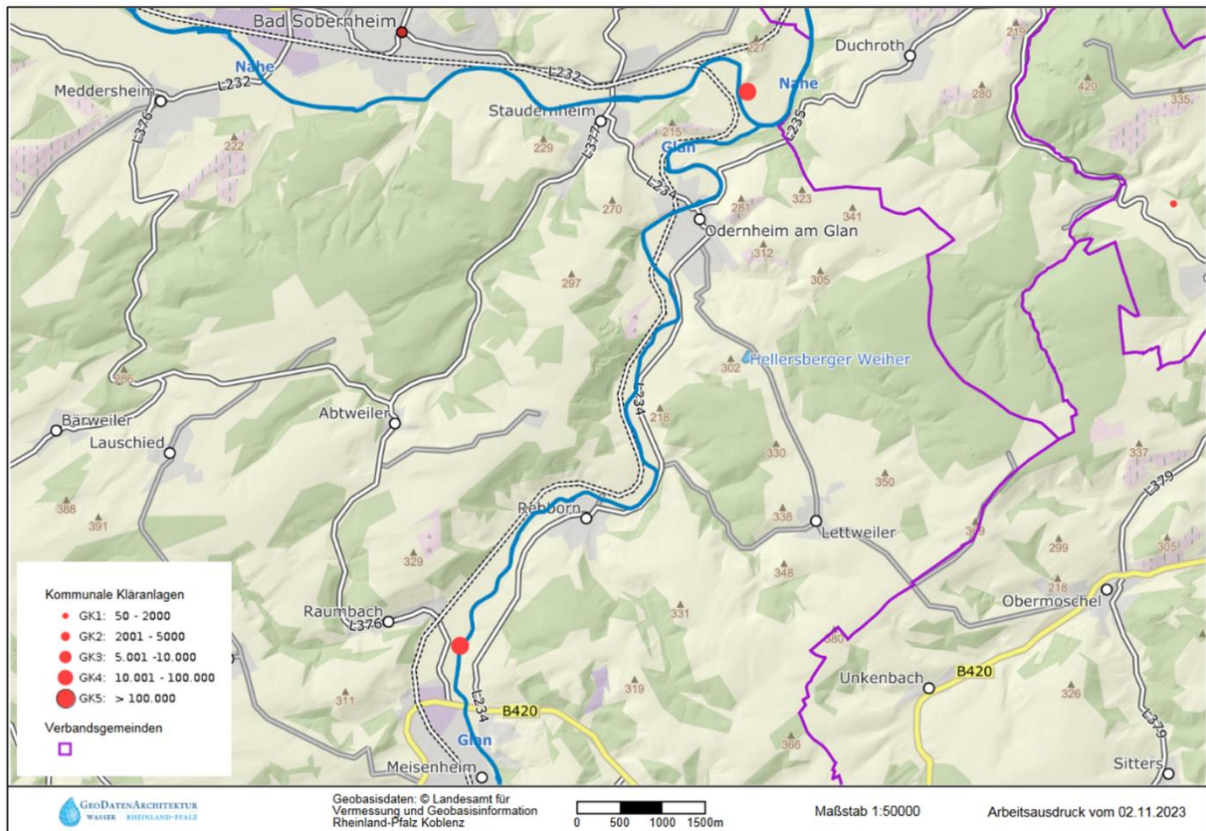 Bad Sobernheim
227
Duchroth
219
420
Nahe
L232
L232
Nahe
280
335
Meddersheim
L376
Staudernheim
L377
215
L235
222
229
Glan
L234
270
281
323
341
Odernheim am Glan
312
305
297
302
Hellersberger Weiher
286
L234
218
Bärweiler
Abtweiler
Lauschied
330
337
L379
388
391
350
Rehborn
338
Lettweiler
329
299
305
348
218
Obermoschel
Raumbach
L376
331
380
B420
Unkenbach
311
319
326
L234
B420
L379
Glan
366
Meisenheim
Sitters
Kommunale Kläranlagen
GK1: 50 - 2000
GK2: 2001 - 5000
GK3: 5.001 -10.000
GK4: 10.001 - 100.000
GK5: > 100.000
Verbandsgemeinden
GEODATENARCHITEKTUR
WASSER RHEINLAND-PFALZ
Geobasisdaten: © Landesamt für
Vermessung und Geobasisinformation
Rheinland-Pfalz Koblenz
0 500 1000 1500m
Maßstab 1:50000
Arbeitsausdruck vom 02.11.2023